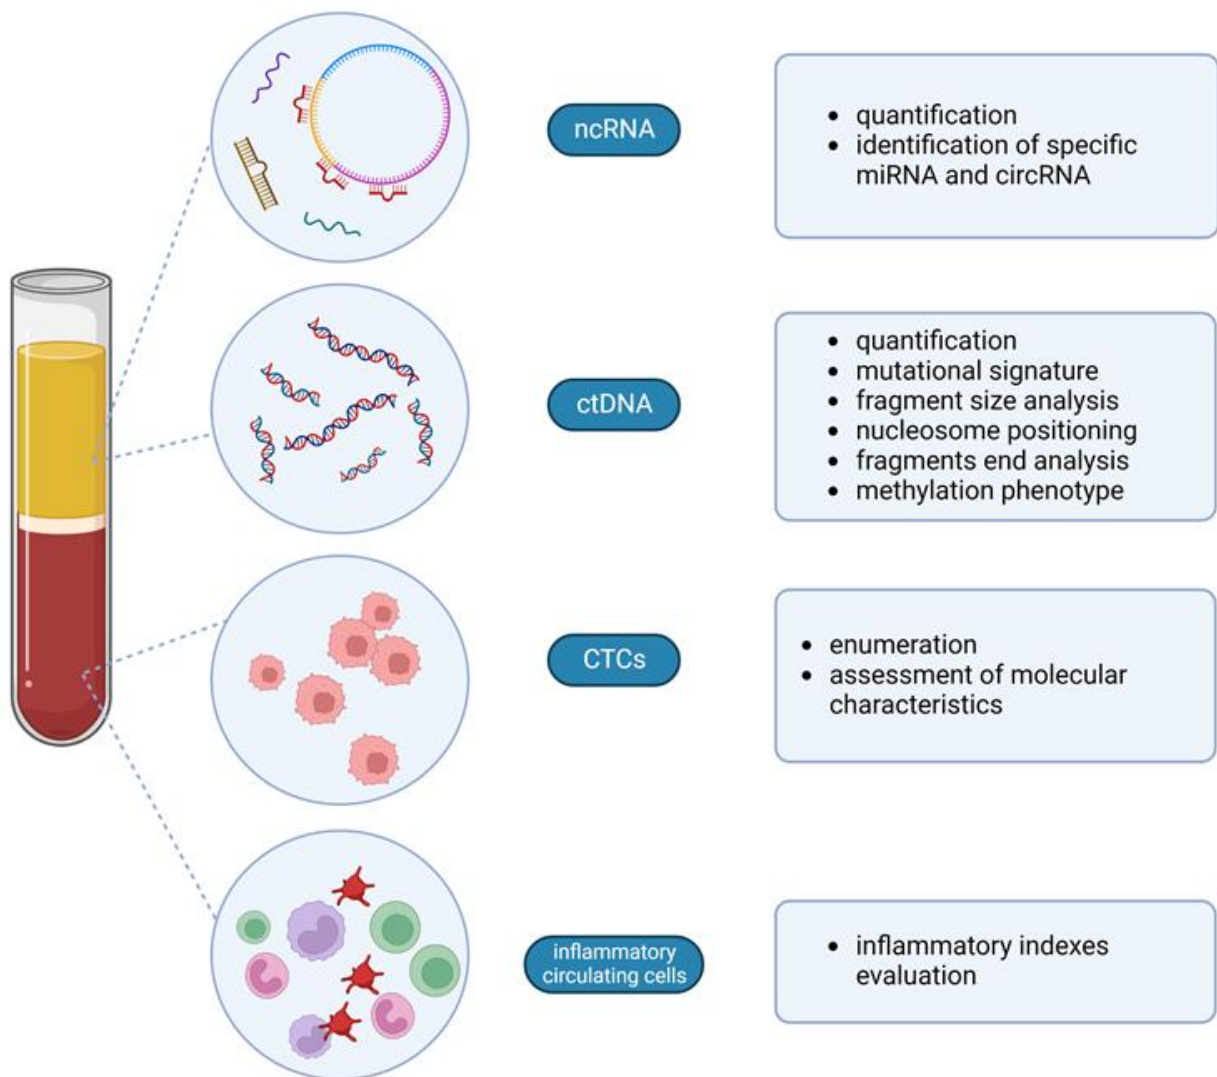 ncRNA
• quantification
• identification of specific
miRNA and circRNA
ctDNA
• quantification
• mutational signature
• fragment size analysis
• nucleosome positioning
• fragments end analysis
• methylation phenotype
CTCs
• enumeration
• assessment of molecular
characteristics
inflammatory
circulating cells
• inflammatory indexes
evaluation